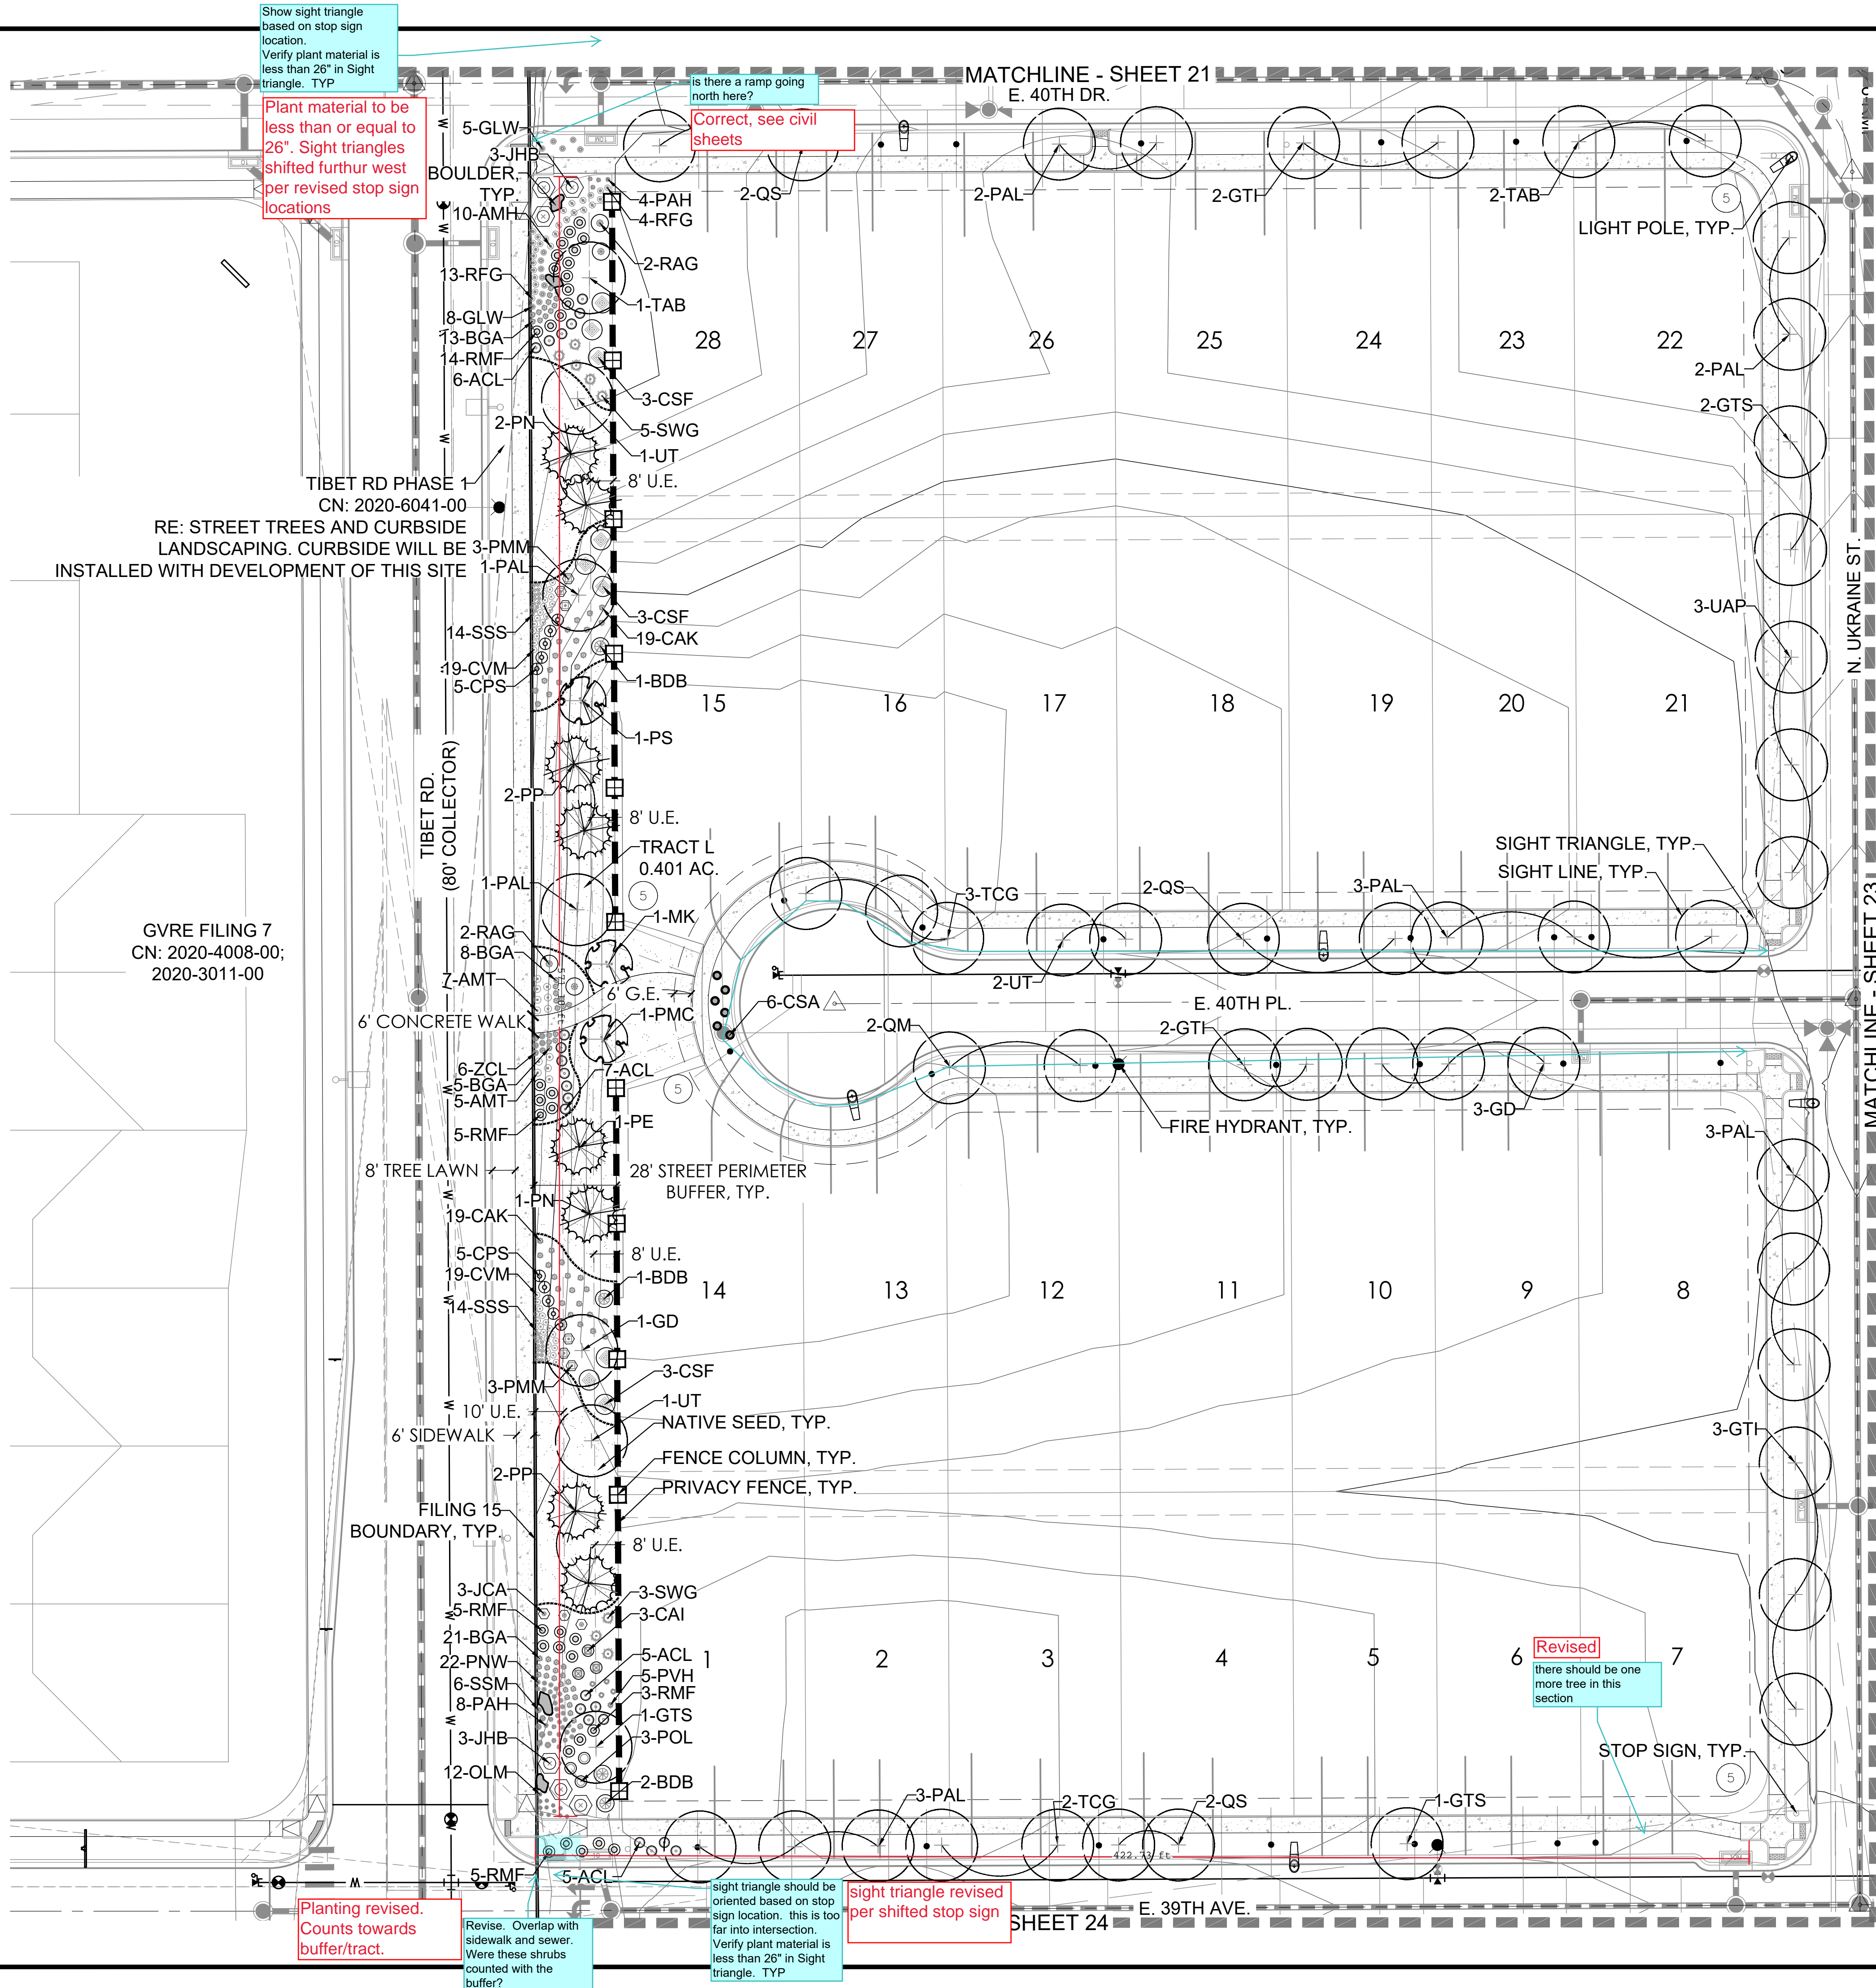 Show sight triangle
based on stop sign
location.
Verify plant material is
less than 26" in Sight
triangle. TYP
Plant material to be
less than or equal to
26". Sight triangles
shifted furthur west
per revised stop sign
locations
is there a ramp going
north here?
Correct, see civil
sheets
MATCHLINE - SHEET 21
E. 40TH DR.
5-GLW
3-JHB
BOULDER,
TYP.
10-AMH
13-RFG
8-GLW
13-BGA
14-RMF
6-ACL
2-PN
4-PAH
4-RFG
2-RAG
1-TAB
3-CSF
5-SWG
1-UT
8' U.E.
2-QS
2-PAL
2-GTI
2-TAB
5
LIGHT POLE, TYP.
28
27
26
25
24
23
22
2-PAL
2-GTS
3-UAP
N. UKRAINE ST.
TIBET RD PHASE 1
CN: 2020-6041-00
RE: STREET TREES AND CURBSIDE
LANDSCAPING. CURBSIDE WILL BE
INSTALLED WITH DEVELOPMENT OF THIS SITE
3-PMM
1-PAL
14-SSS
19-CVM
5-CPS
3-CSF
19-CAK
1-BDB
1-PS
2-PP
8' U.E.
TRACT L
0.401 AC.
5
1-PAL
1-MK
15
16
17
18
19
20
21
TIBET RD.
(80' COLLECTOR)
SIGHT TRIANGLE, TYP.
SIGHT LINE, TYP.
3-TCG
2-QS
3-PAL
GVRE FILING 7
CN: 2020-4008-00;
2020-3011-00
2-RAG
8-BGA
7-AMT
6' CONCRETE WALK
6' G.E.
1-PMC
6-CSA
2-UT
E. 40TH PL.
2-QM
2-GTI
3-GD
FIRE HYDRANT, TYP.
MATCHLINE - SHEET 23
6-ZCL
5-BGA
5-AMT
7-ACL
5
5-RMF
1-PE
8' TREE LAWN
28' STREET PERIMETER
BUFFER, TYP.
3-PAL
1-PN
19-CAK
5-CPS
19-CVM
14-SSS
8' U.E.
1-BDB
1-GD
14
13
12
11
10
9
8
3-PMM
3-CSF
1-UT
10' U.E.
6' SIDEWALK
NATIVE SEED, TYP.
FENCE COLUMN, TYP.
PRIVACY FENCE, TYP.
2-PP
FILING 15
BOUNDARY, TYP.
8' U.E.
3-GTI
3-JCA
5-RMF
21-BGA
22-PNW
6-SSM
8-PAH
3-JHB
12-OLM
3-SWG
3-CAI
5-ACL
5-PVH
3-RMF
1-GTS
3-POL
2-BDB
1
2
3
4
5
6
7
Revised
there should be one
more tree in this
section
STOP SIGN, TYP.
5
3-PAL
2-TCG
2-QS
1-GTS
422.73 ft
5-RMF
5-ACL
E. 39TH AVE.
SHEET 24
Planting revised.
Counts towards
buffer/tract.
Revise. Overlap with
sidewalk and sewer.
Were these shrubs
counted with the
buffer?
sight triangle should be
oriented based on stop
sign location. this is too
far into intersection.
Verify plant material is
less than 26" in Sight
triangle. TYP
sight triangle revised
per shifted stop sign